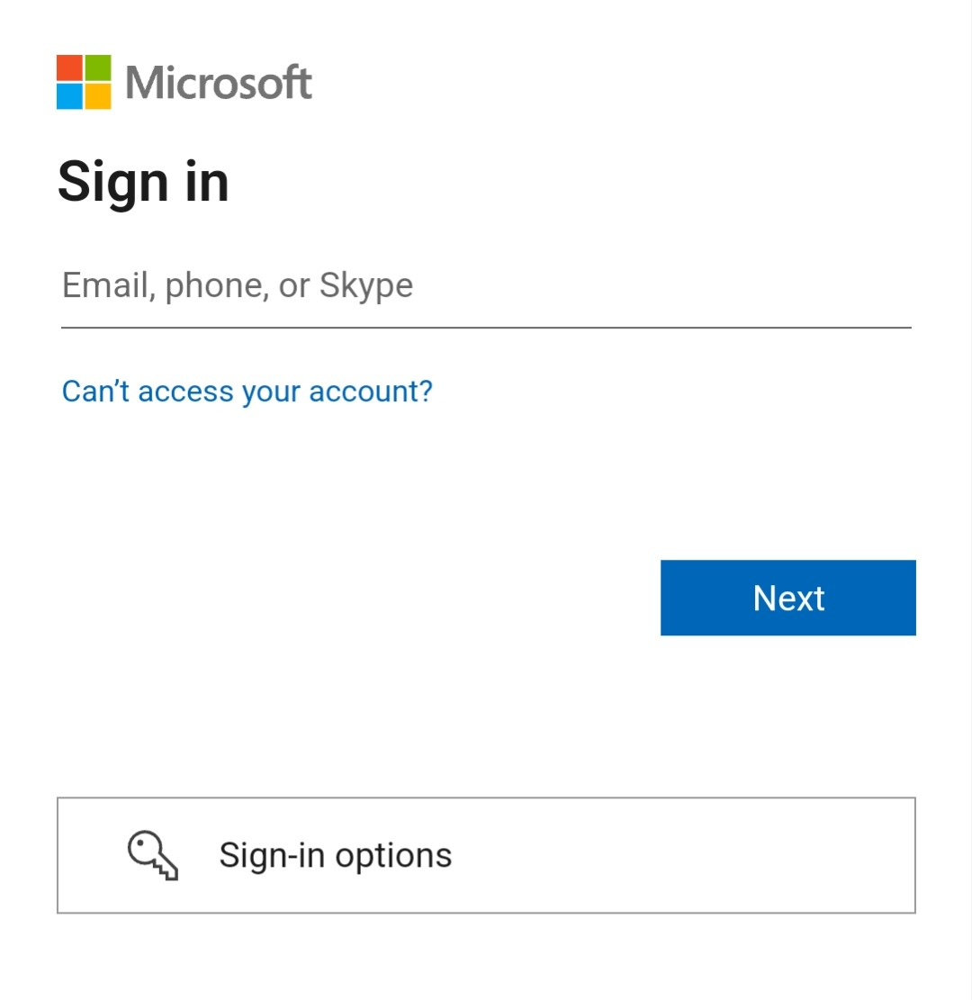 Microsoft
Sign in
Email, phone, or Skype
Can’t access your account?
Next
Sign-in options